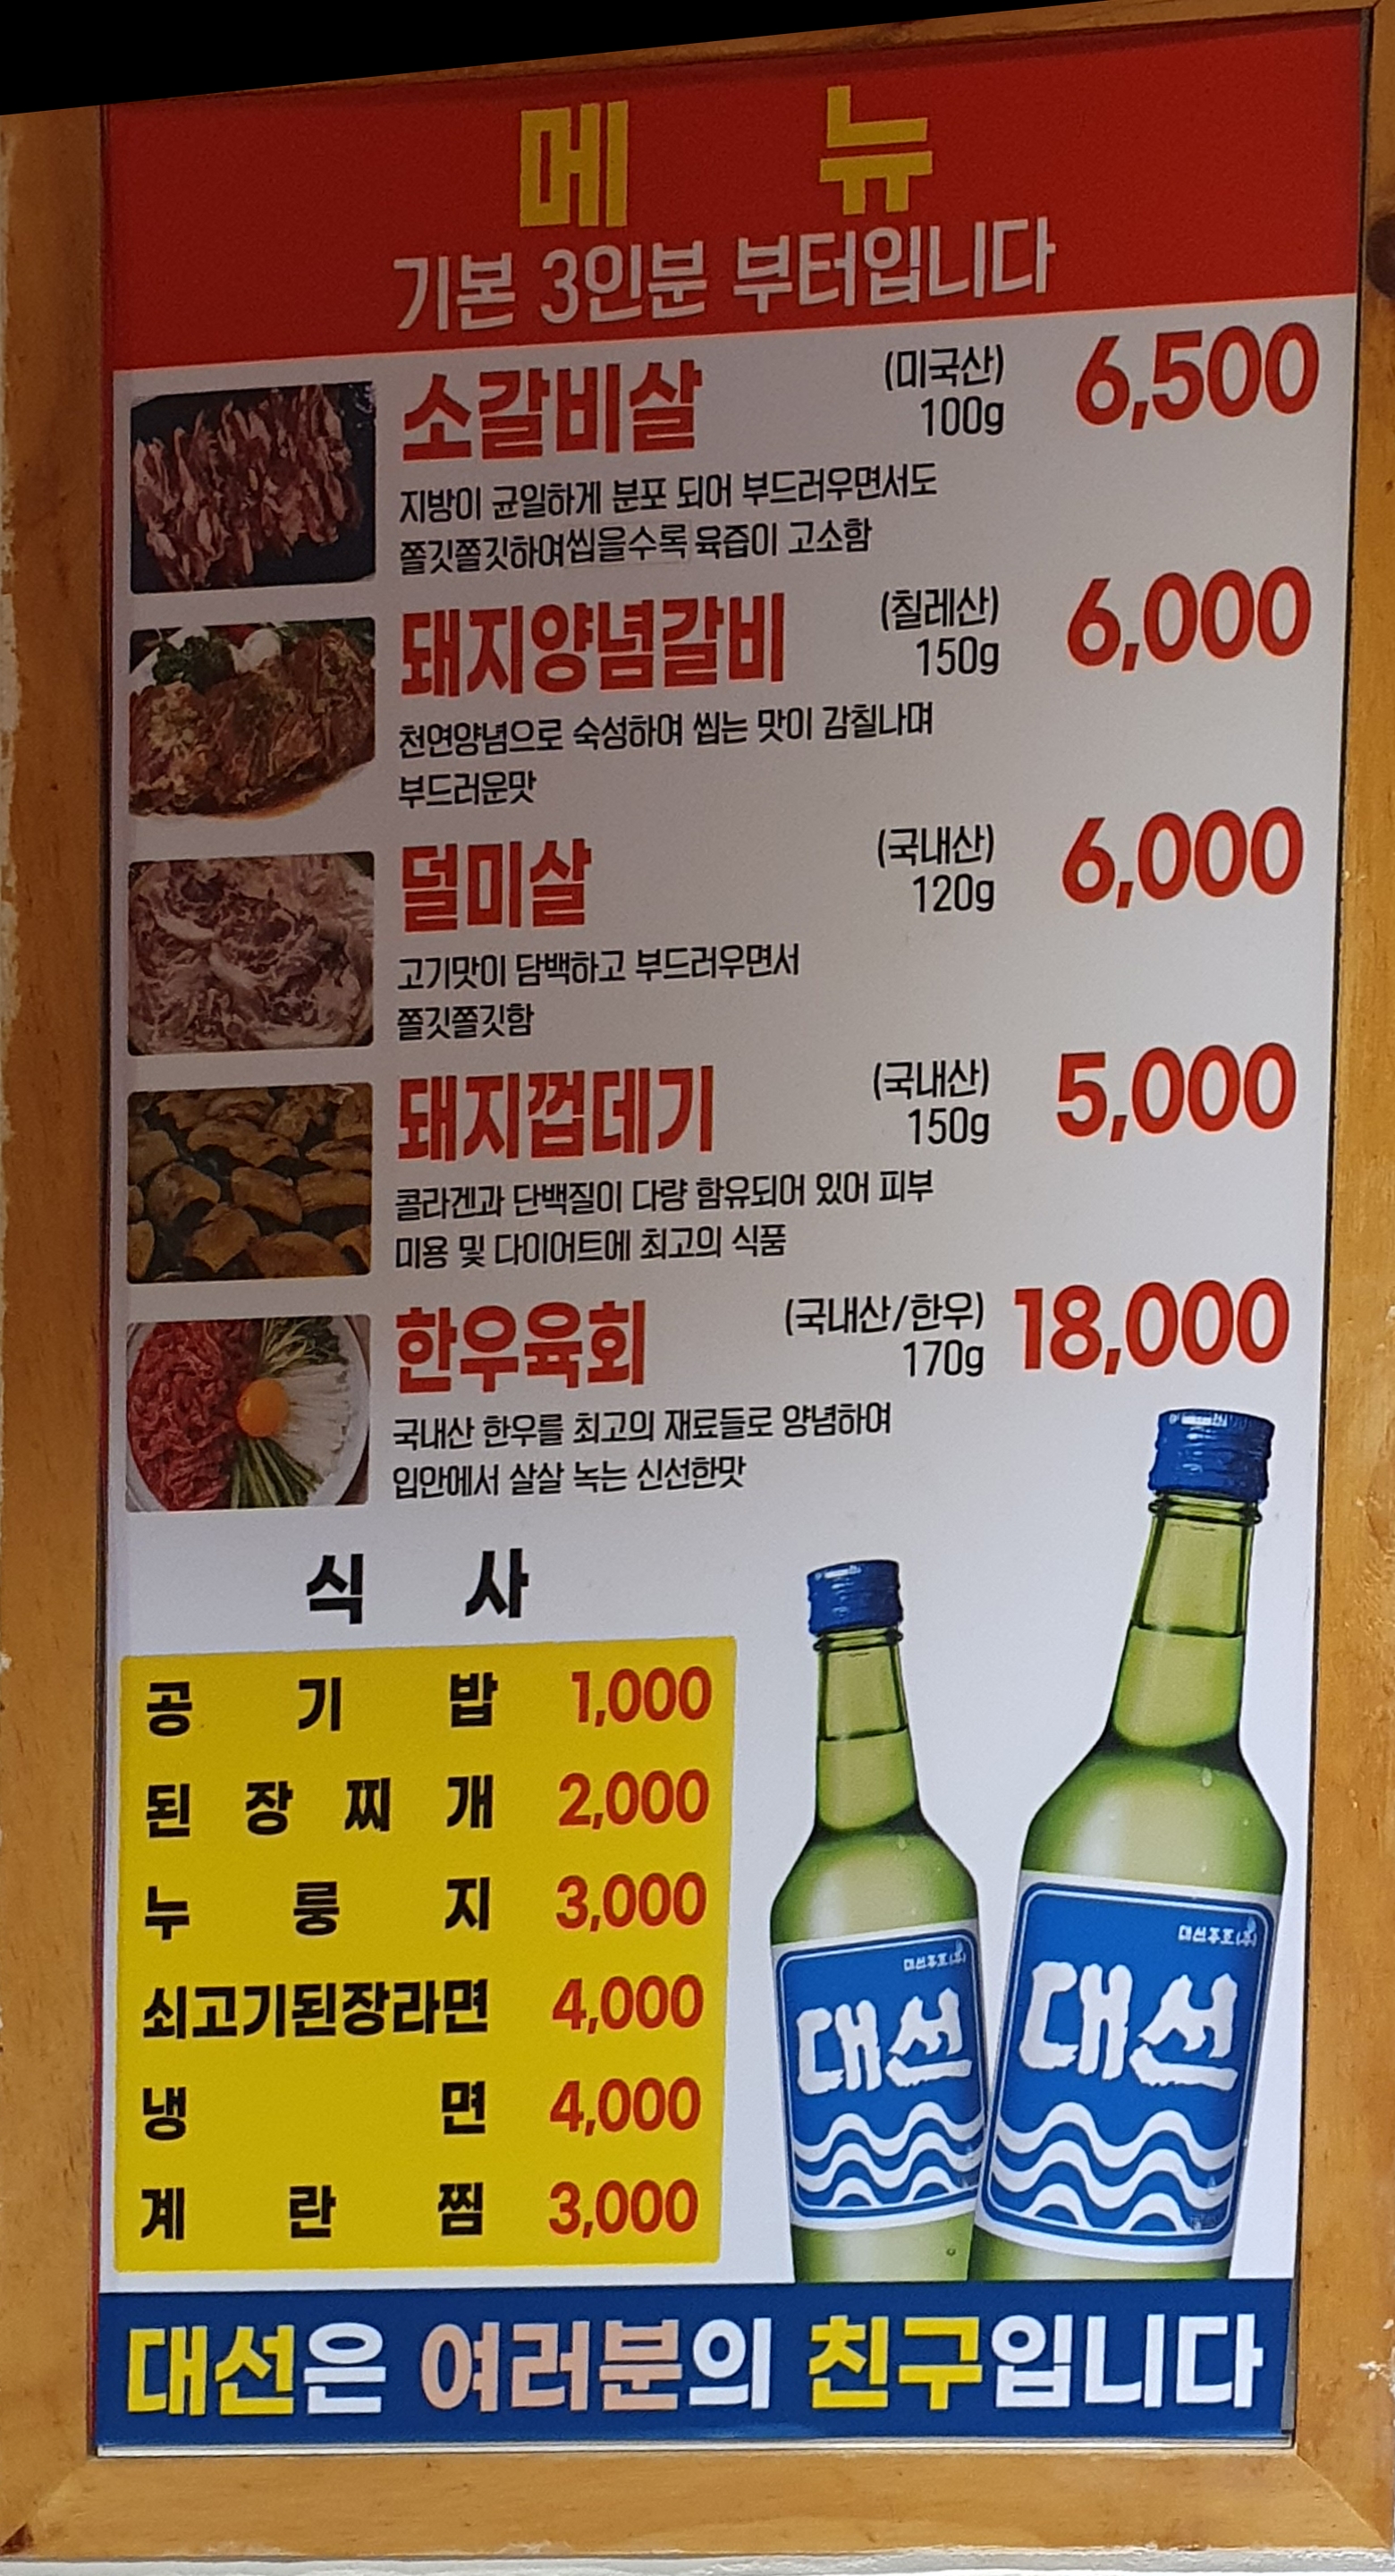 메 뉴
기본 3인분 부터입니다
소갈비살 (미국산) 100g 6,500
지방이 균일하게 분포 되어 부드러우면서도
쫄깃쫄깃하여씹을수록 육즙이 고소함
돼지양념갈비 (칠레산) 150g 6,000
천연양념으로 숙성하여 씹는 맛이 감칠나며
부드러운맛
덜미살 (국내산) 120g 6,000
고기맛이 담백하고 부드러우면서
쫄깃쫄깃함
돼지껍데기 (국내산) 150g 5,000
콜라겐과 단백질이 다량 함유되어 있어 피부
미용 및 다이어트에 최고의 식품
한우육회 (국내산/한우) 170g 18,000
국내산 한우를 최고의 재료들로 양념하여
입안에서 살살 녹는 신선한맛
식 사
공 기 밥 1,000
된 장 찌 개 2,000
누 룽 지 3,000
쇠고기된장라면 4,000
냉 면 4,000
계 란 찜 3,000
대선주조(주)
대선
대선주조(주)
대선
대선은 여러분의 친구입니다